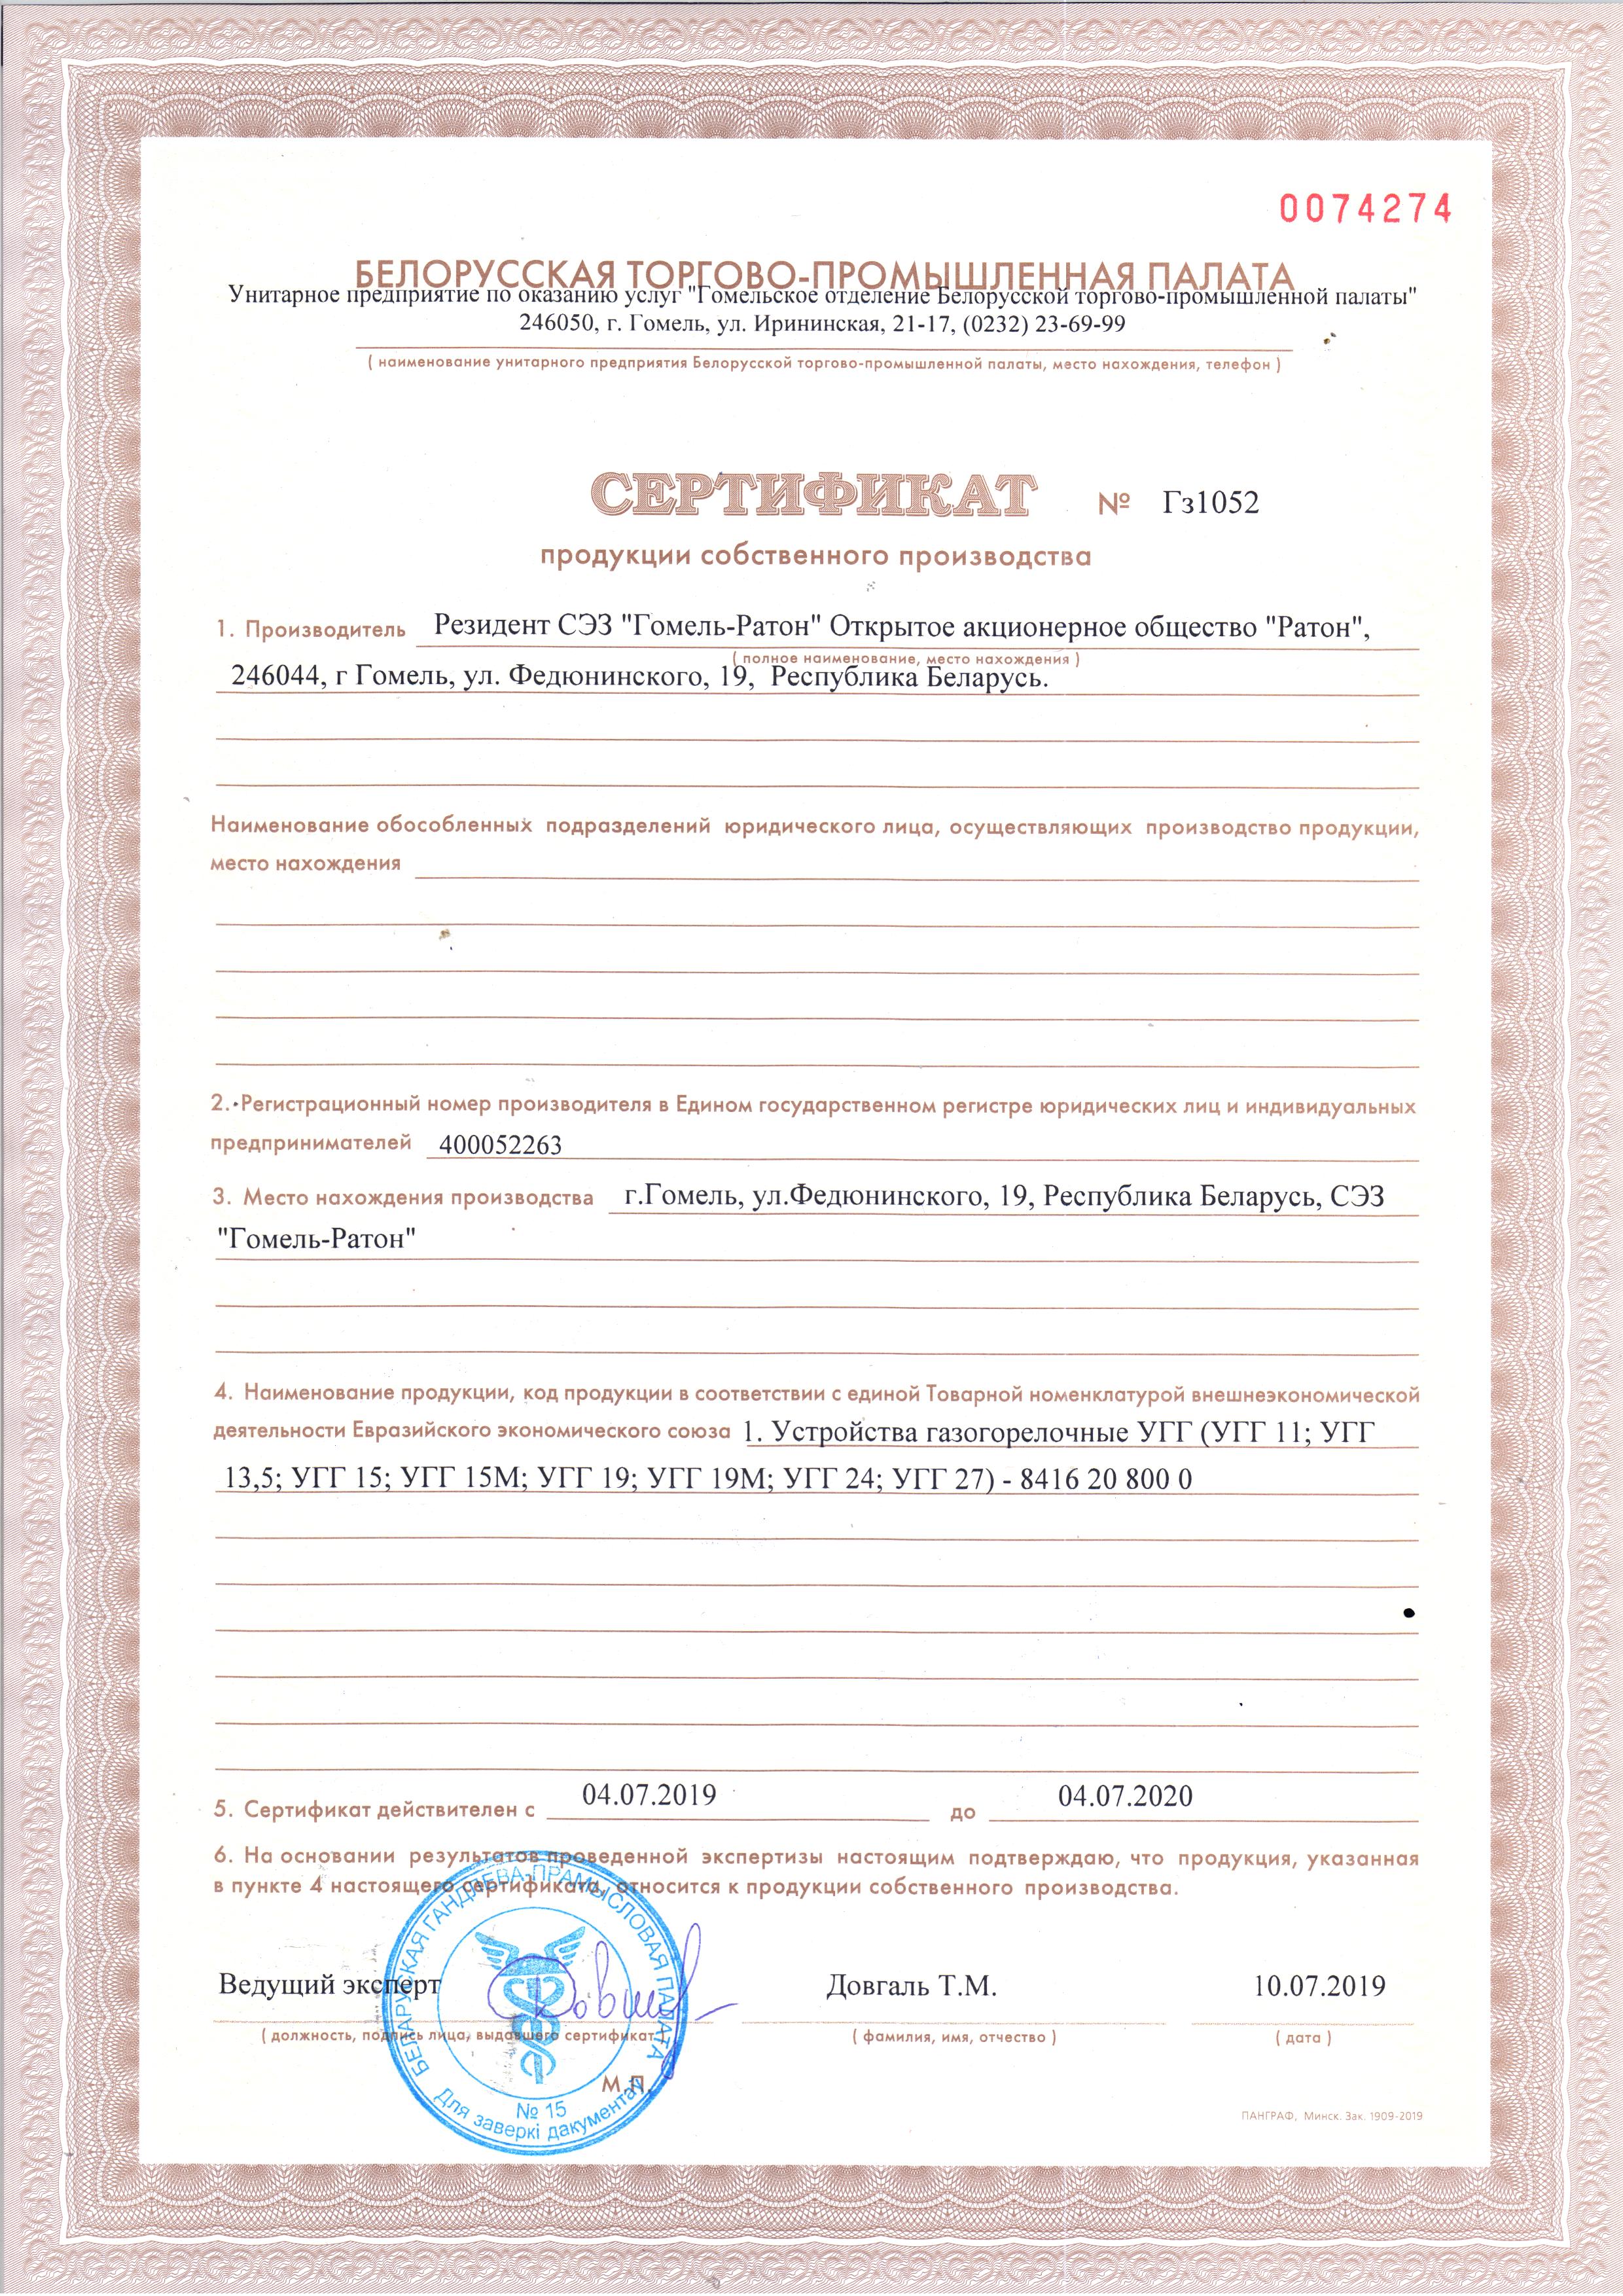 0074274
БЕЛОРУССКАЯ ТОРГОВО-ПРОМЫШЛЕННАЯ ПАЛАТА
Унитарное предприятие по оказанию услуг "Гомельское отделение Белорусской торгово-промышленной палаты"
246050, г. Гомель, ул. Ирининская, 21-17, (0232) 23-69-99
( наименование унитарного предприятия Белорусской торгово-промышленной палаты, место нахождения, телефон )
СЕРТИФИКАТ № Гз1052
продукции собственного производства
1. Производитель Резидент СЭЗ "Гомель-Ратон" Открытое акционерное общество "Ратон",
( полное наименование, место нахождения )
246044, г Гомель, ул. Федюнинского, 19, Республика Беларусь.
Наименование обособленных подразделений юридического лица, осуществляющих производство продукции,
место нахождения
2. Регистрационный номер производителя в Едином государственном регистре юридических лиц и индивидуальных
предпринимателей 400052263
3. Место нахождения производства г.Гомель, ул.Федюнинского, 19, Республика Беларусь, СЭЗ
"Гомель-Ратон"
4. Наименование продукции, код продукции в соответствии с единой Товарной номенклатурой внешнеэкономической
деятельности Евразийского экономического союза 1. Устройства газогорелочные УГГ (УГГ 11; УГГ
13,5; УГГ 15; УГГ 15М; УГГ 19; УГГ 19М; УГГ 24; УГГ 27) - 8416 20 800 0
5. Сертификат действителен с 04.07.2019 до 04.07.2020
6. На основании результатов проведенной экспертизы настоящим подтверждаю, что продукция, указанная
в пункте 4 настоящего сертификата, относится к продукции собственного производства.
Ведущий эксперт Довгаль Т.М. 10.07.2019
( должность, подпись лица, выдавшего сертификат ) ( фамилия, имя, отчество ) ( дата )
М.П.
БЕЛАРУСКАЯ ГАНДЛЁВА-ПРАМЫСЛОВАЯ ПАЛАТА
№ 15
Для заверкі дакументаў
ПАНГРАФ, Минск. Зак. 1909-2019